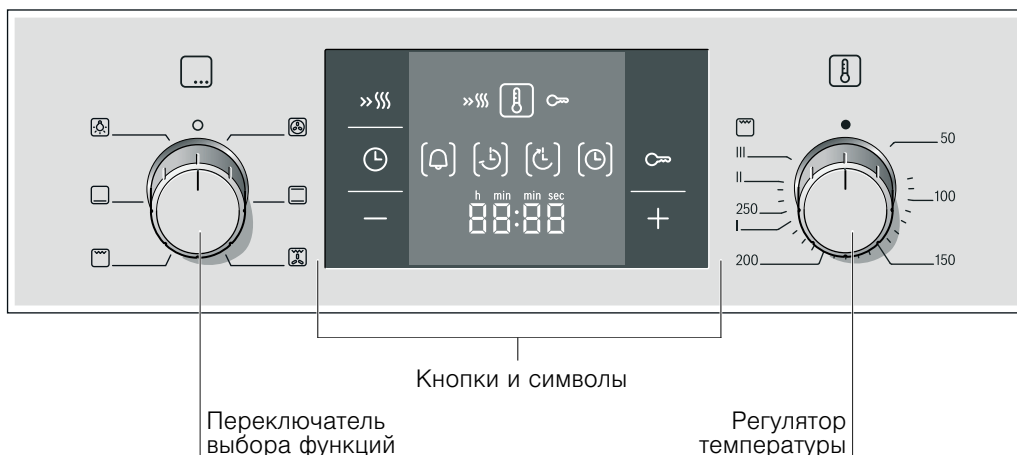 h min min sec
88:88
III
50
II
100
250
I
200
150
Кнопки и символы
Переключатель
выбора функций
Регулятор
температуры